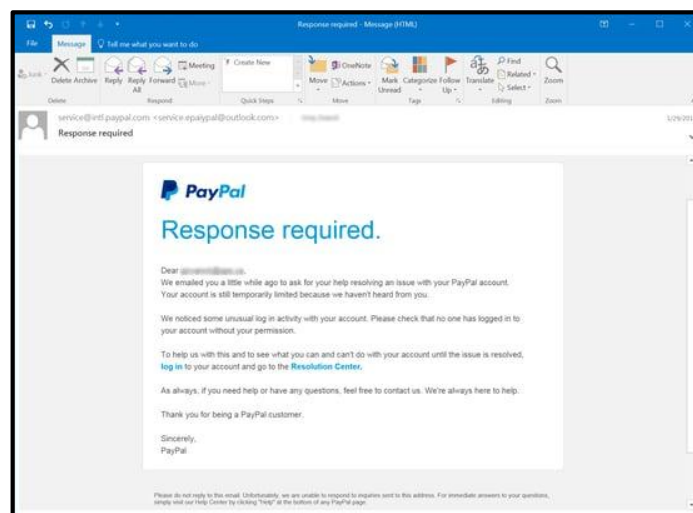 Response required - Message (HTML)
File Message Tell me what you want to do
Junk Delete Archive Reply Reply All Forward Meeting More Create New Move OneNote Actions Mark Unread Categorize Follow Up Translate Find Related Select Zoom
Delete Respond Quick Steps Move Tags Editing Zoom
service@intl.paypal.com <service.epaiypal@outlook.com>
Response required
PayPal
Response required.
Dear
We emailed you a little while ago to ask for your help resolving an issue with your PayPal account.
Your account is still temporarily limited because we haven't heard from you.
We noticed some unusual log in activity with your account. Please check that no one has logged in to
your account without your permission.
To help us with this and to see what you can and can't do with your account until the issue is resolved,
log in to your account and go to the Resolution Center.
As always, if you need help or have any questions, feel free to contact us. We're always here to help.
Thank you for being a PayPal customer.
Sincerely,
PayPal
Please do not reply to this email. Unfortunately, we are unable to respond to inquiries sent to this address. For immediate answers to your questions,
simply visit our Help Center by clicking "Help" at the bottom of any PayPal page.